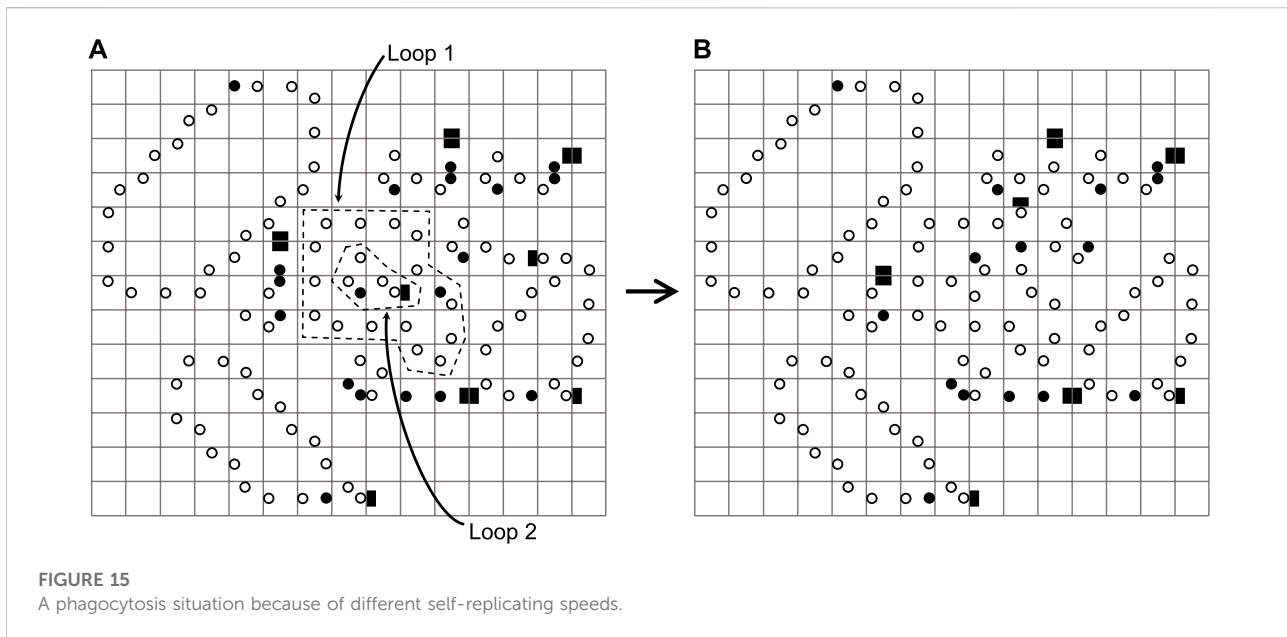 A
B
Loop 1
Loop 2
FIGURE 15
A phagocytosis situation because of different self-replicating speeds.